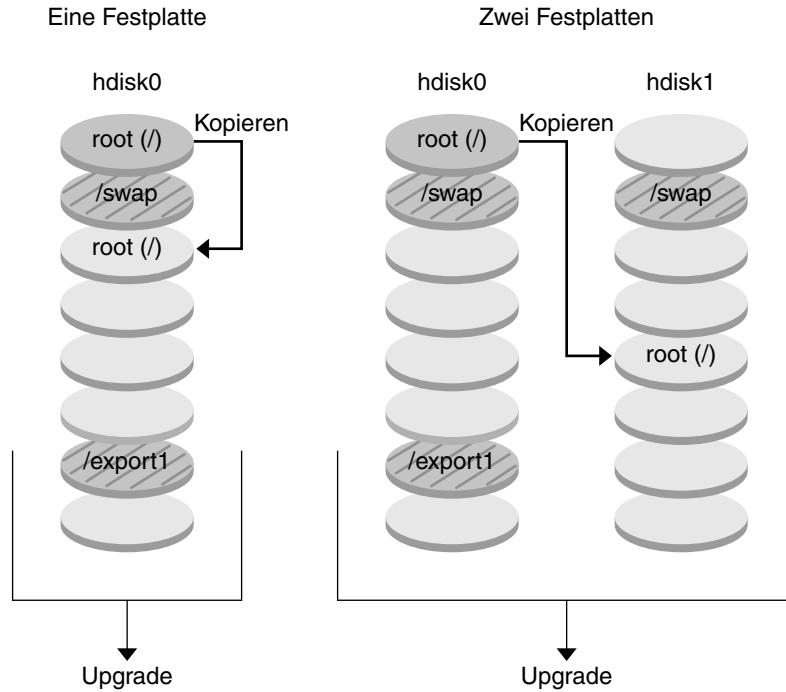 Eine Festplatte
Zwei Festplatten
hdisk0
hdisk0
hdisk1
root (/)
Kopieren
root (/)
Kopieren
/swap
/swap
/swap
root (/)
root (/)
/export1
/export1
Upgrade
Upgrade